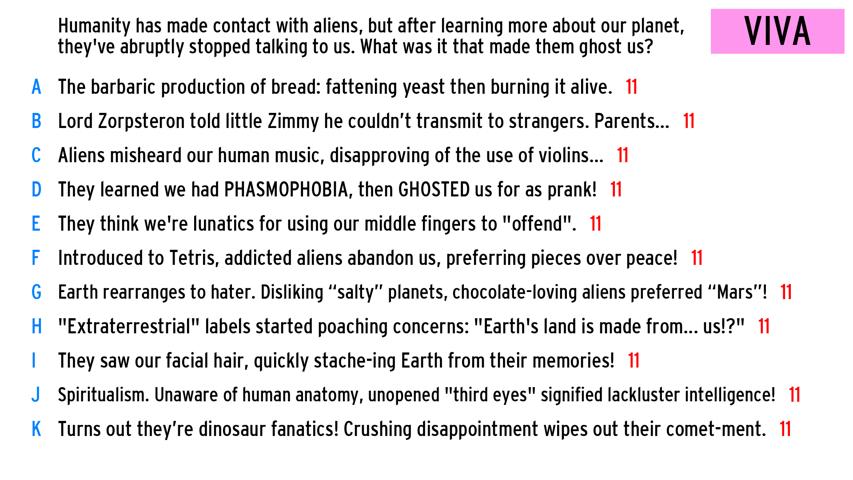 Humanity has made contact with aliens, but after learning more about our planet,
they've abruptly stopped talking to us. What was it that made them ghost us?
VIVA
A The barbaric production of bread: fattening yeast then burning it alive. 11
B Lord Zorpsteron told little Zimmy he couldn’t transmit to strangers. Parents... 11
C Aliens misheard our human music, disapproving of the use of violins... 11
D They learned we had PHASMOPHOBIA, then GHOSTED us for as prank! 11
E They think we're lunatics for using our middle fingers to "offend". 11
F Introduced to Tetris, addicted aliens abandon us, preferring pieces over peace! 11
G Earth rearranges to hater. Disliking “salty” planets, chocolate-loving aliens preferred “Mars”! 11
H "Extraterrestrial" labels started poaching concerns: "Earth's land is made from... us!?" 11
I They saw our facial hair, quickly stache-ing Earth from their memories! 11
J Spiritualism. Unaware of human anatomy, unopened "third eyes" signified lackluster intelligence! 11
K Turns out they’re dinosaur fanatics! Crushing disappointment wipes out their comet-ment. 11